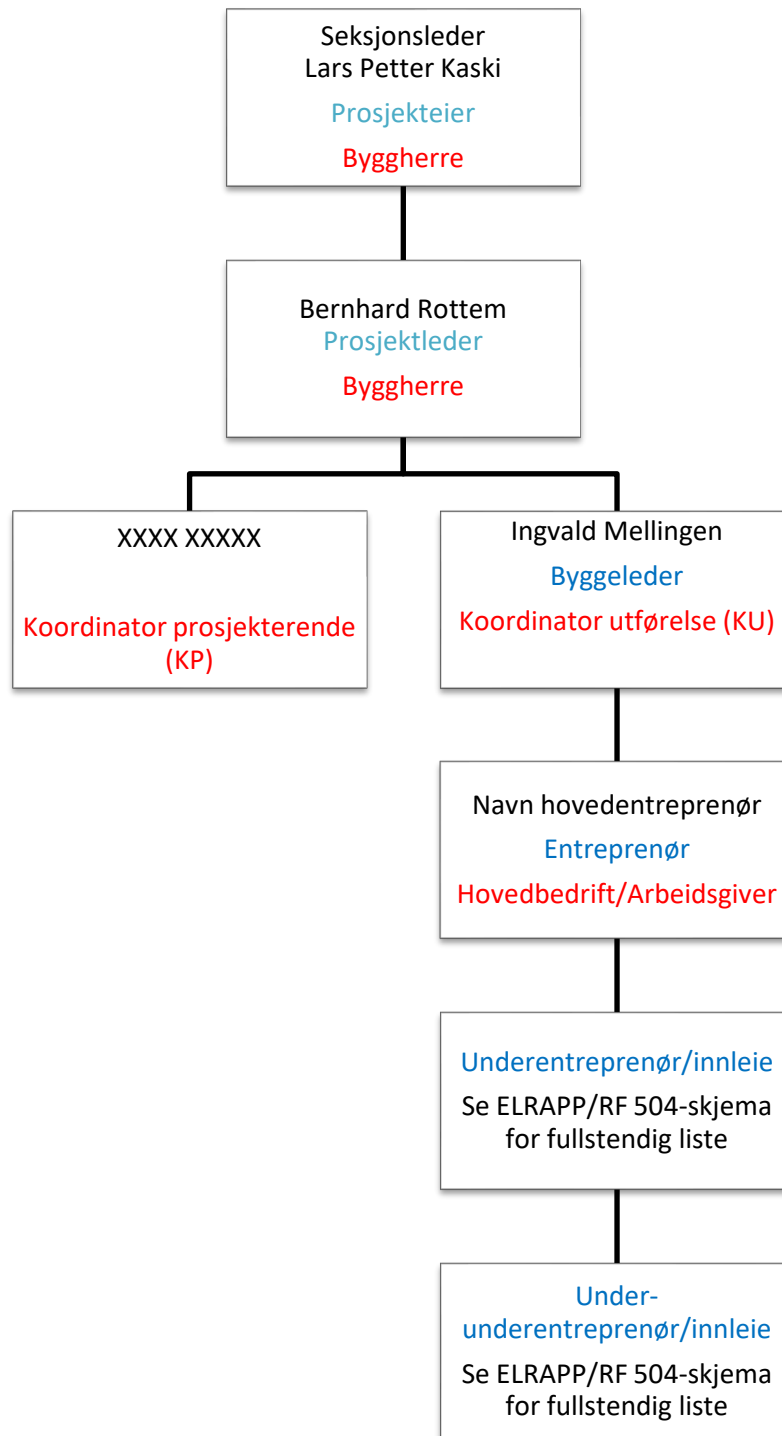 Seksjonsleder
Lars Petter Kaski
Prosjekteier
Byggherre
Bernhard Rottem
Prosjektleder
Byggherre
XXXX XXXXX
Koordinator prosjekterende
(KP)
Ingvald Mellingen
Byggeleder
Koordinator utførelse (KU)
Navn hovedentreprenør
Entreprenør
Hovedbedrift/Arbeidsgiver
Underentreprenør/innleie
Se ELRAPP/RF 504-skjema
for fullstendig liste
Under-
underentreprenør/innleie
Se ELRAPP/RF 504-skjema
for fullstendig liste